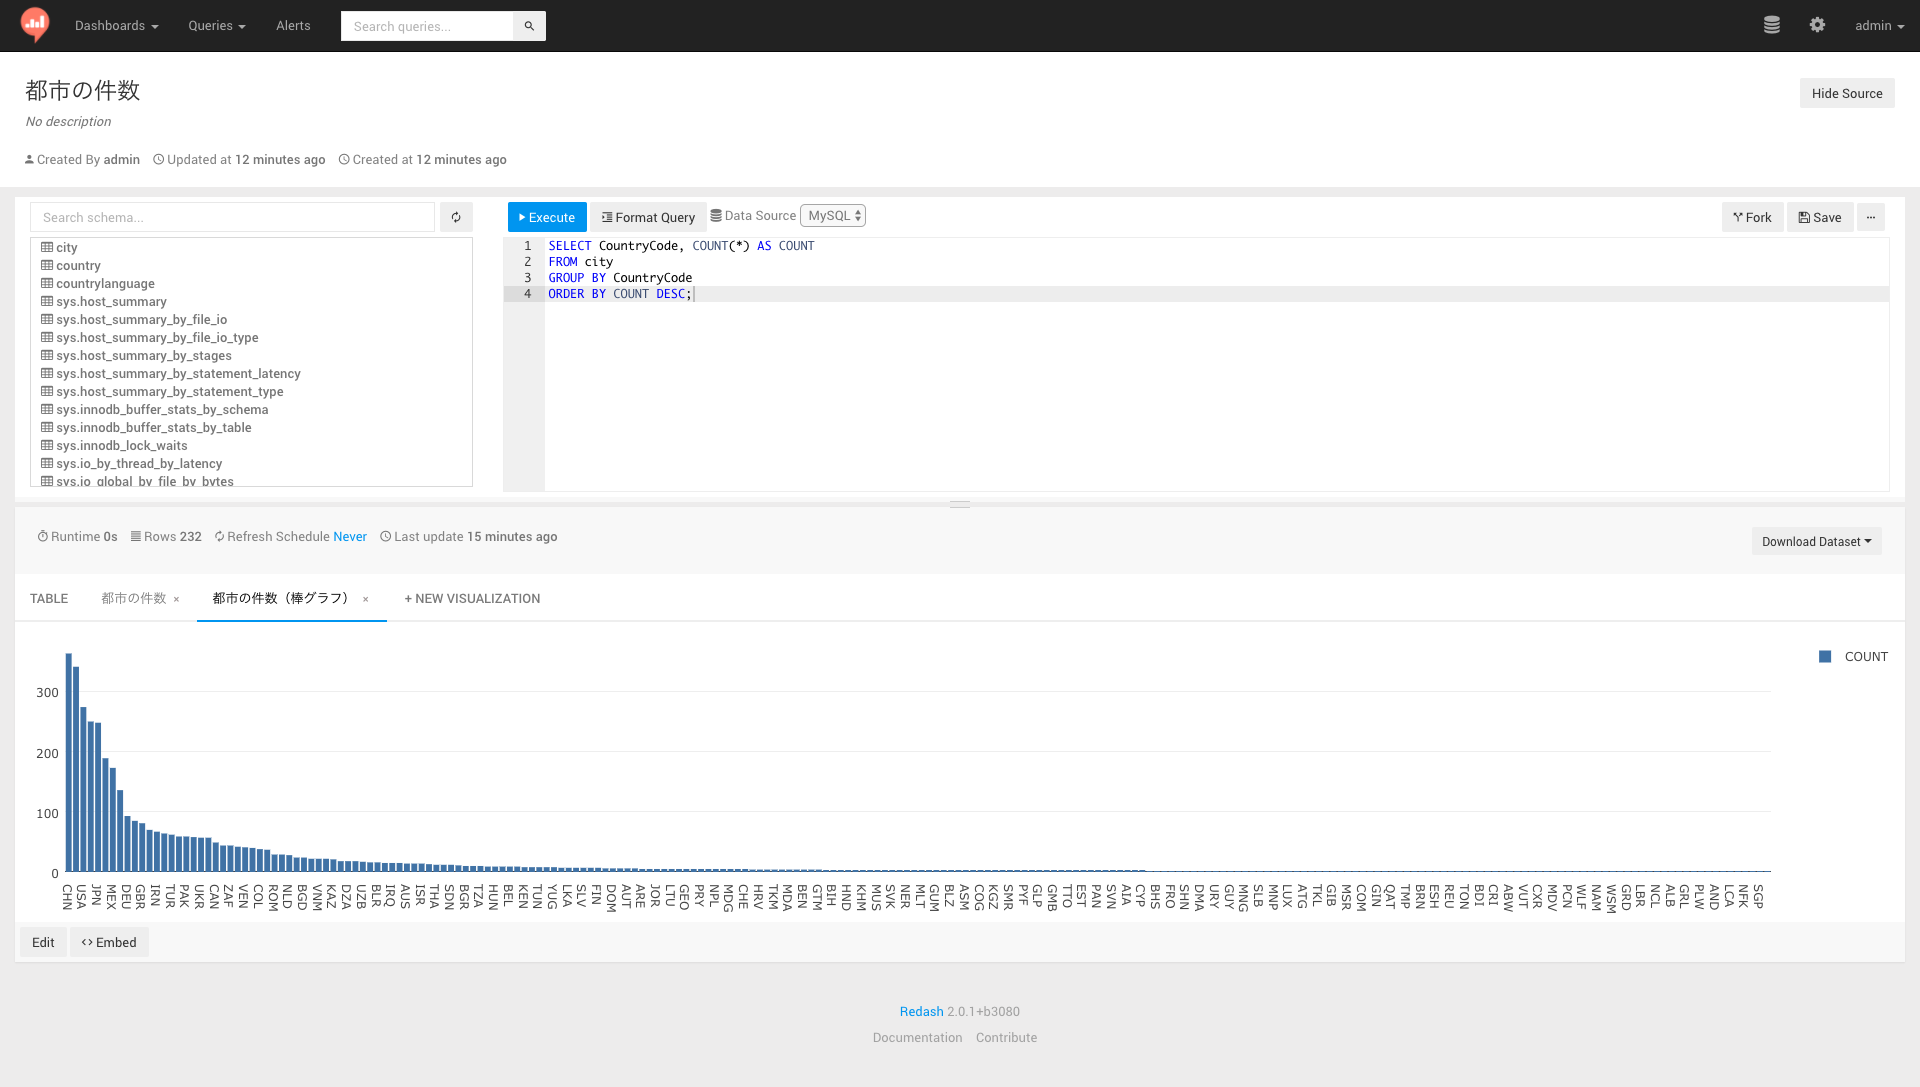 Dashboards Queries Alerts Search queries... admin
都市の件数
Hide Source
No description
Created By admin Updated at 12 minutes ago Created at 12 minutes ago
Search schema...
Execute Format Query Data Source MySQL Fork Save ...
city
country
countrylanguage
sys.host_summary
sys.host_summary_by_file_io
sys.host_summary_by_file_io_type
sys.host_summary_by_stages
sys.host_summary_by_statement_latency
sys.host_summary_by_statement_type
sys.innodb_buffer_stats_by_schema
sys.innodb_buffer_stats_by_table
sys.innodb_lock_waits
sys.io_by_thread_by_latency
sys.io_global_by_file_by_bytes
1 SELECT CountryCode, COUNT(*) AS COUNT
2 FROM city
3 GROUP BY CountryCode
4 ORDER BY COUNT DESC;
Runtime 0s Rows 232 Refresh Schedule Never Last update 15 minutes ago
Download Dataset
TABLE 都市の件数 × 都市の件数（棒グラフ） × + NEW VISUALIZATION
COUNT
300
200
100
0
CHN USA JPN MEX DEU GBR IRN TUR PAK UKR CAN ZAF VEN COL ROM NLD BGD VNM KAZ DZA UZB BLR IRQ AUS ISR THA SDN BGR TZA HUN BEL KEN TUN YUG LKA SLV FIN DOM AUT ARE JOR LTU GEO PRY NPL MDG CHE HRV TKM MDA BEN GTM BIH HND KHM MUS SVK NER MLT GUM BLZ ASM COG KGZ SMR PYF GLP GMB TTO EST PAN SVN AIA CYP BHS FRO SHN DMA URY GUY MNG SLB MNP LUX ATG TKL GIB MSR COM GIN QAT TMP BRN ESH REU TON BDI CRI ABW VUT CXR MDV PCN WLF NAM WSM GRD LBR NCL ALB GRL PLW AND LCA NFK SGP
Edit <> Embed
Redash 2.0.1+b3080
Documentation Contribute